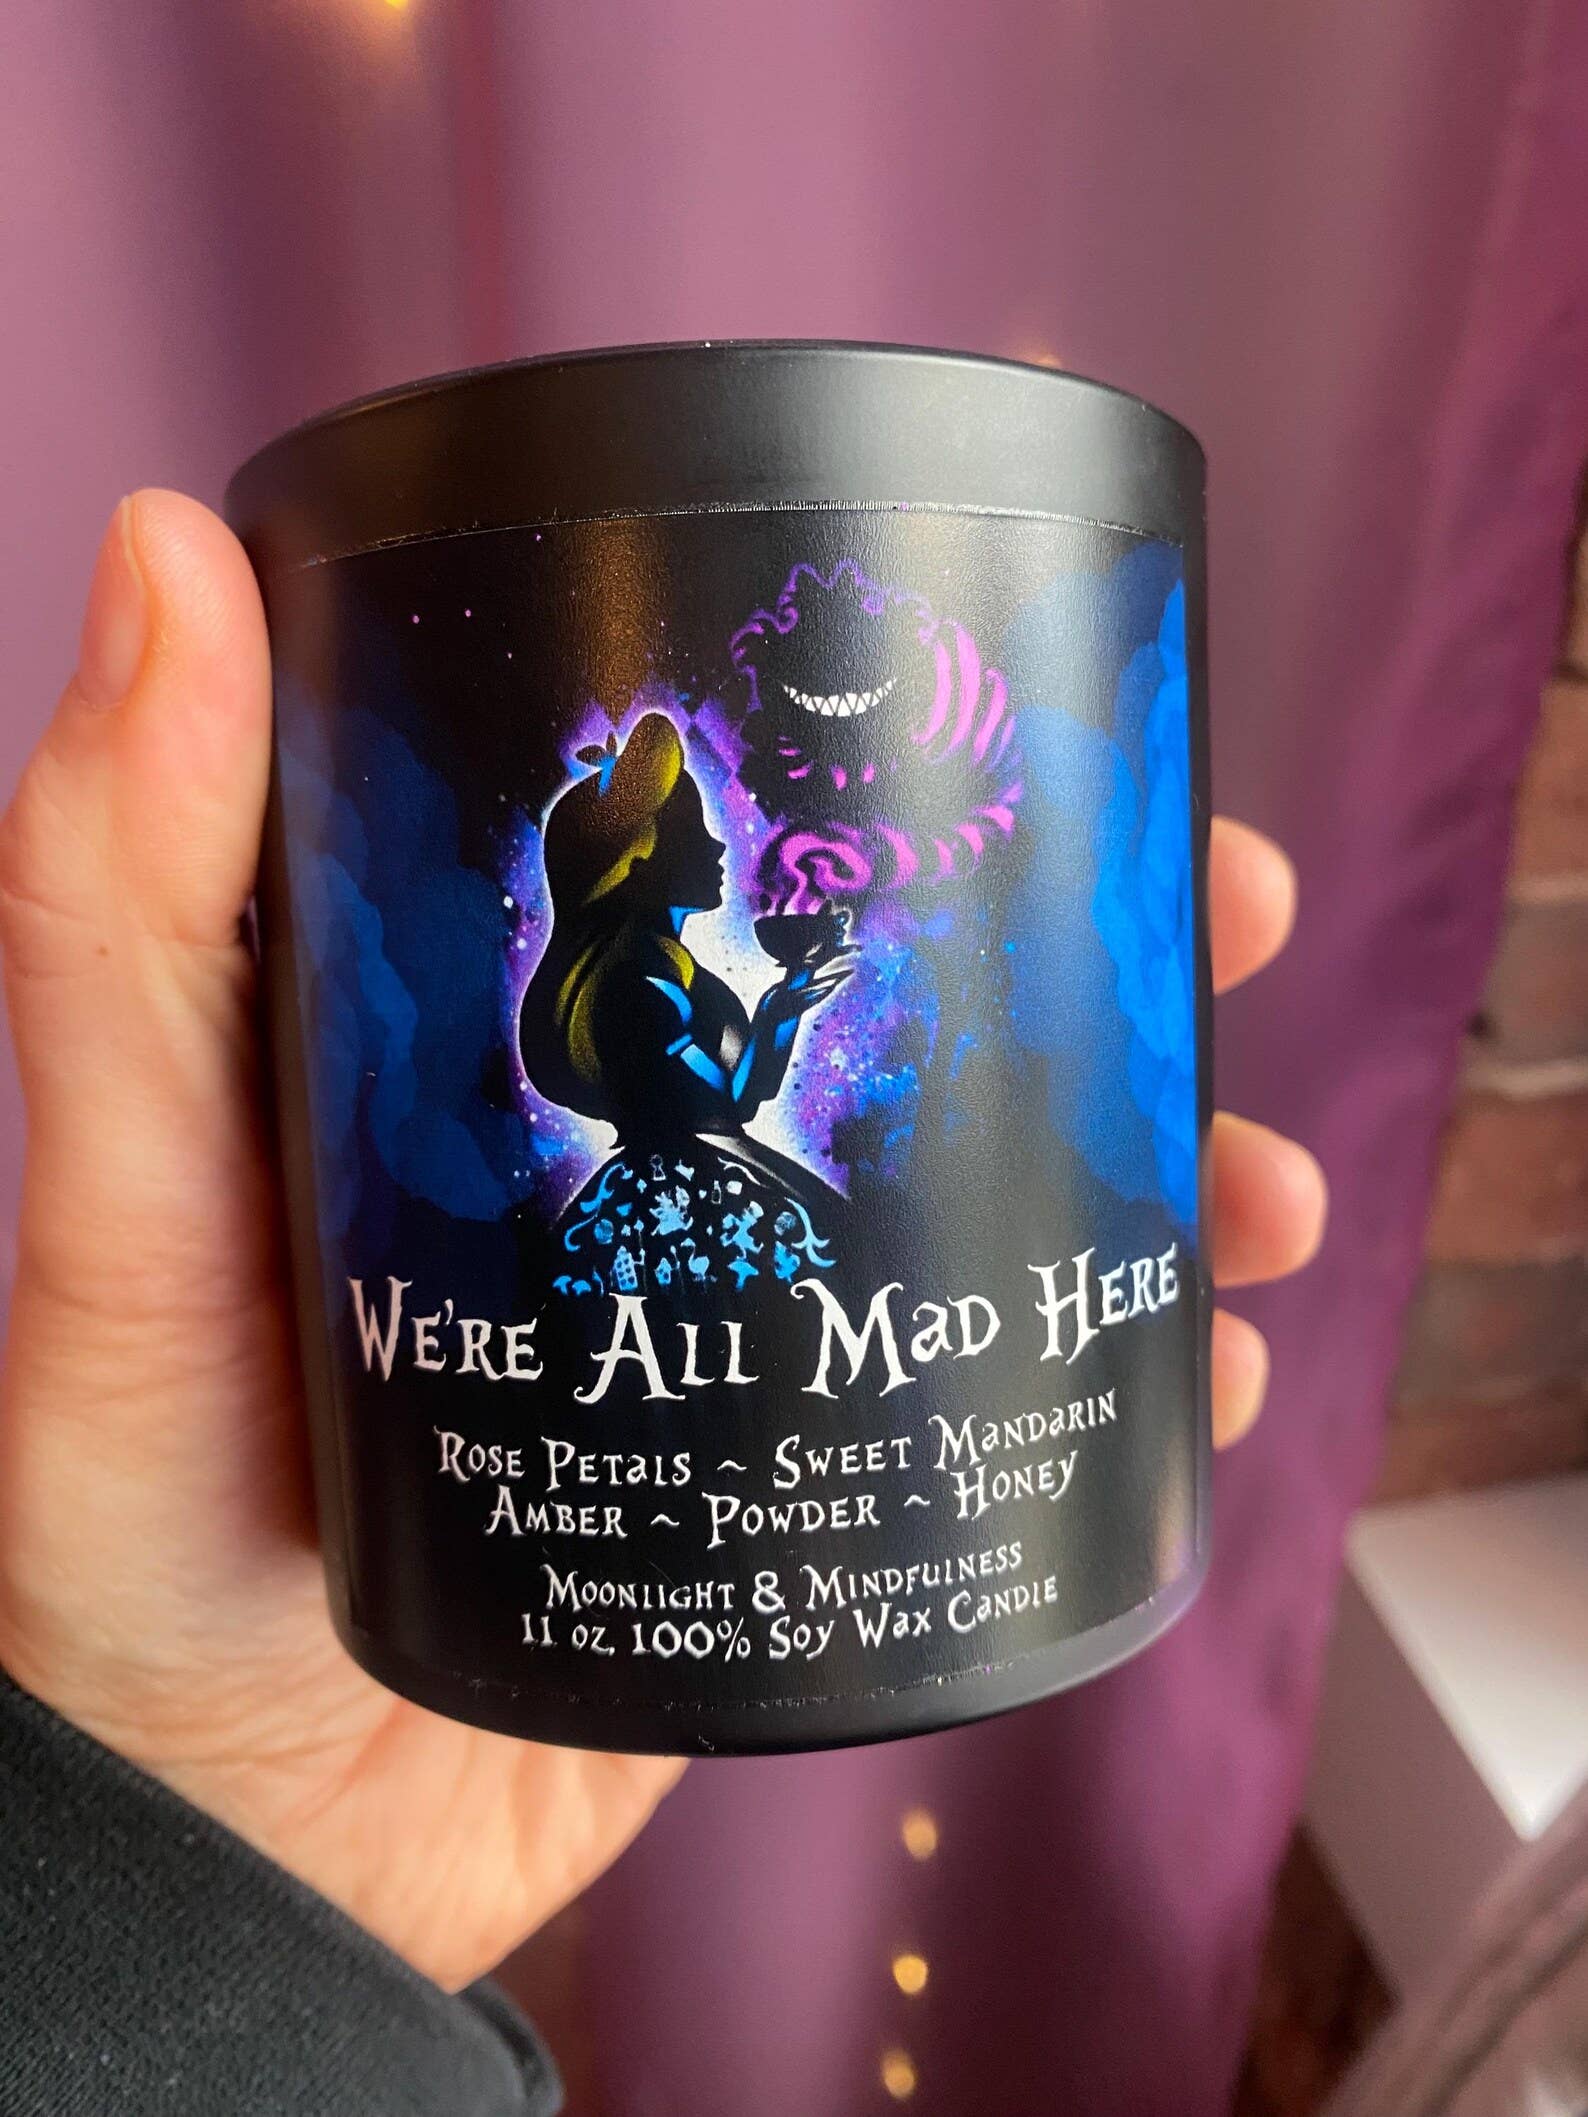 We're All Mad Here
Rose Petals ~ Sweet Mandarin
Amber ~ Powder ~ Honey
Moonlight & Mindfulness
11 oz. 100% Soy Wax Candle